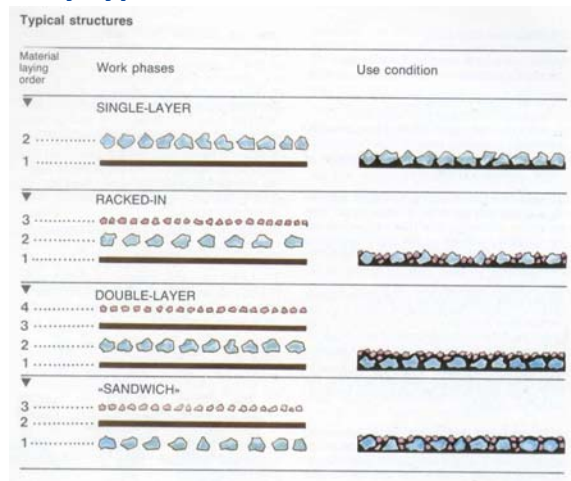 Typical structures
Material
laying
order
Work phases
Use condition
SINGLE-LAYER
2 ............
1 ............
RACKED-IN
3 ............
2 ............
1 ............
DOUBLE-LAYER
4 ............
3 ............
2 ............
1 ............
«SANDWICH»
3 ............
2 ............
1 ............